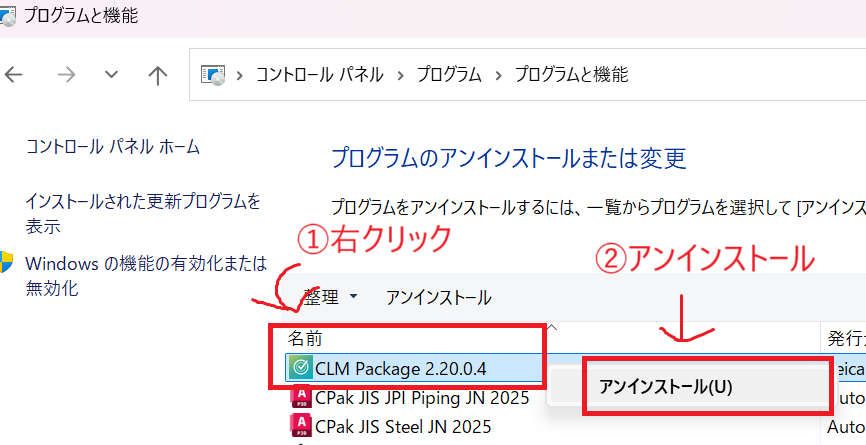 プログラムと機能
コントロール パネル › プログラム › プログラムと機能
コントロール パネル ホーム
インストールされた更新プログラムを
表示
Windows の機能の有効化または
無効化
プログラムのアンインストールまたは変更
プログラムをアンインストールするには、一覧からプログラムを選択して [アンインス
①右クリック
②アンインストール
整理 アンインストール
名前
発行
CLM Package 2.20.0.4
アンインストール(U)
eica
CPak JIS JPI Piping JN 2025
Auto
CPak JIS Steel JN 2025
Auto